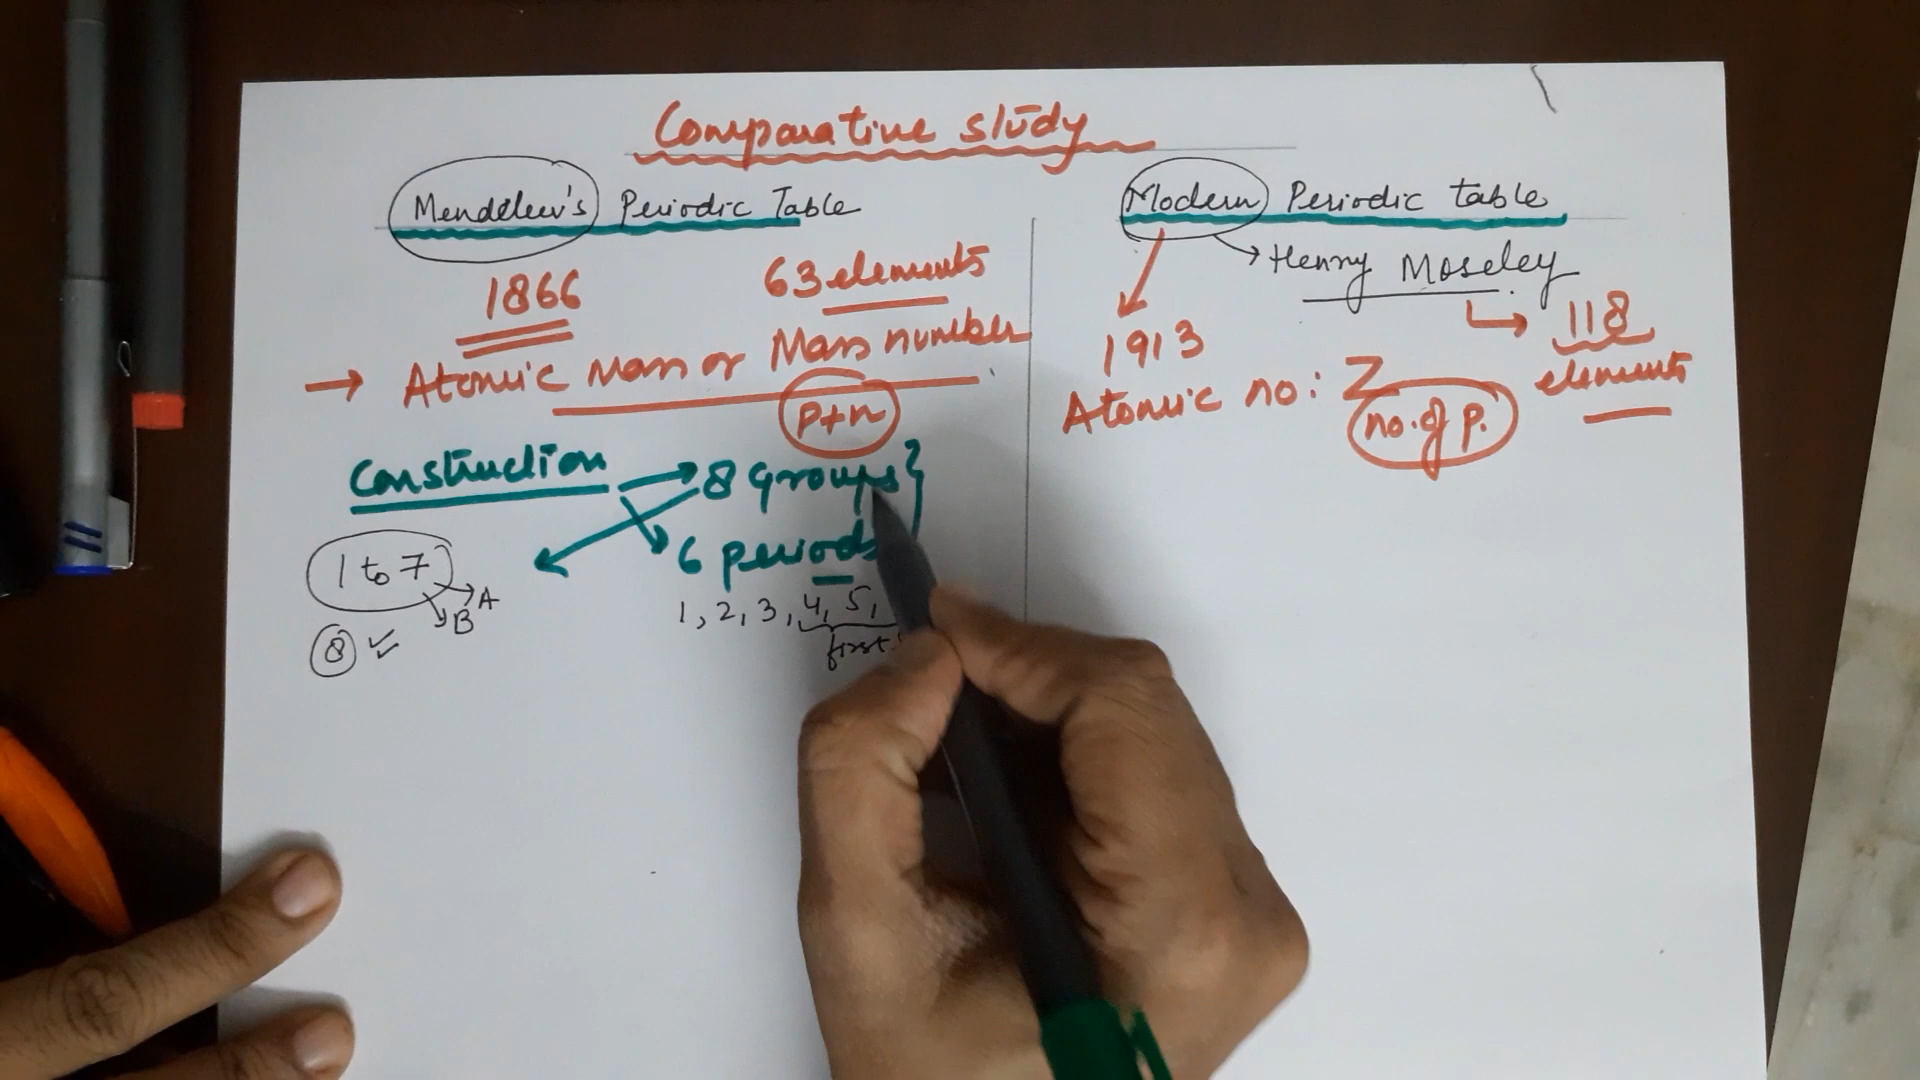 Comparative study
Mendeleev's Periodic Table
1866
63 elements
→ Atomic Mass or Mass number
p+n
Construction → 8 groups }
6 periods
1 to 7
A
B
8 ✓
1, 2, 3, 4, 5,
first
Modern Periodic table
→ Henry Moseley
118
elements
1913
Atomic no: Z
no. of p.